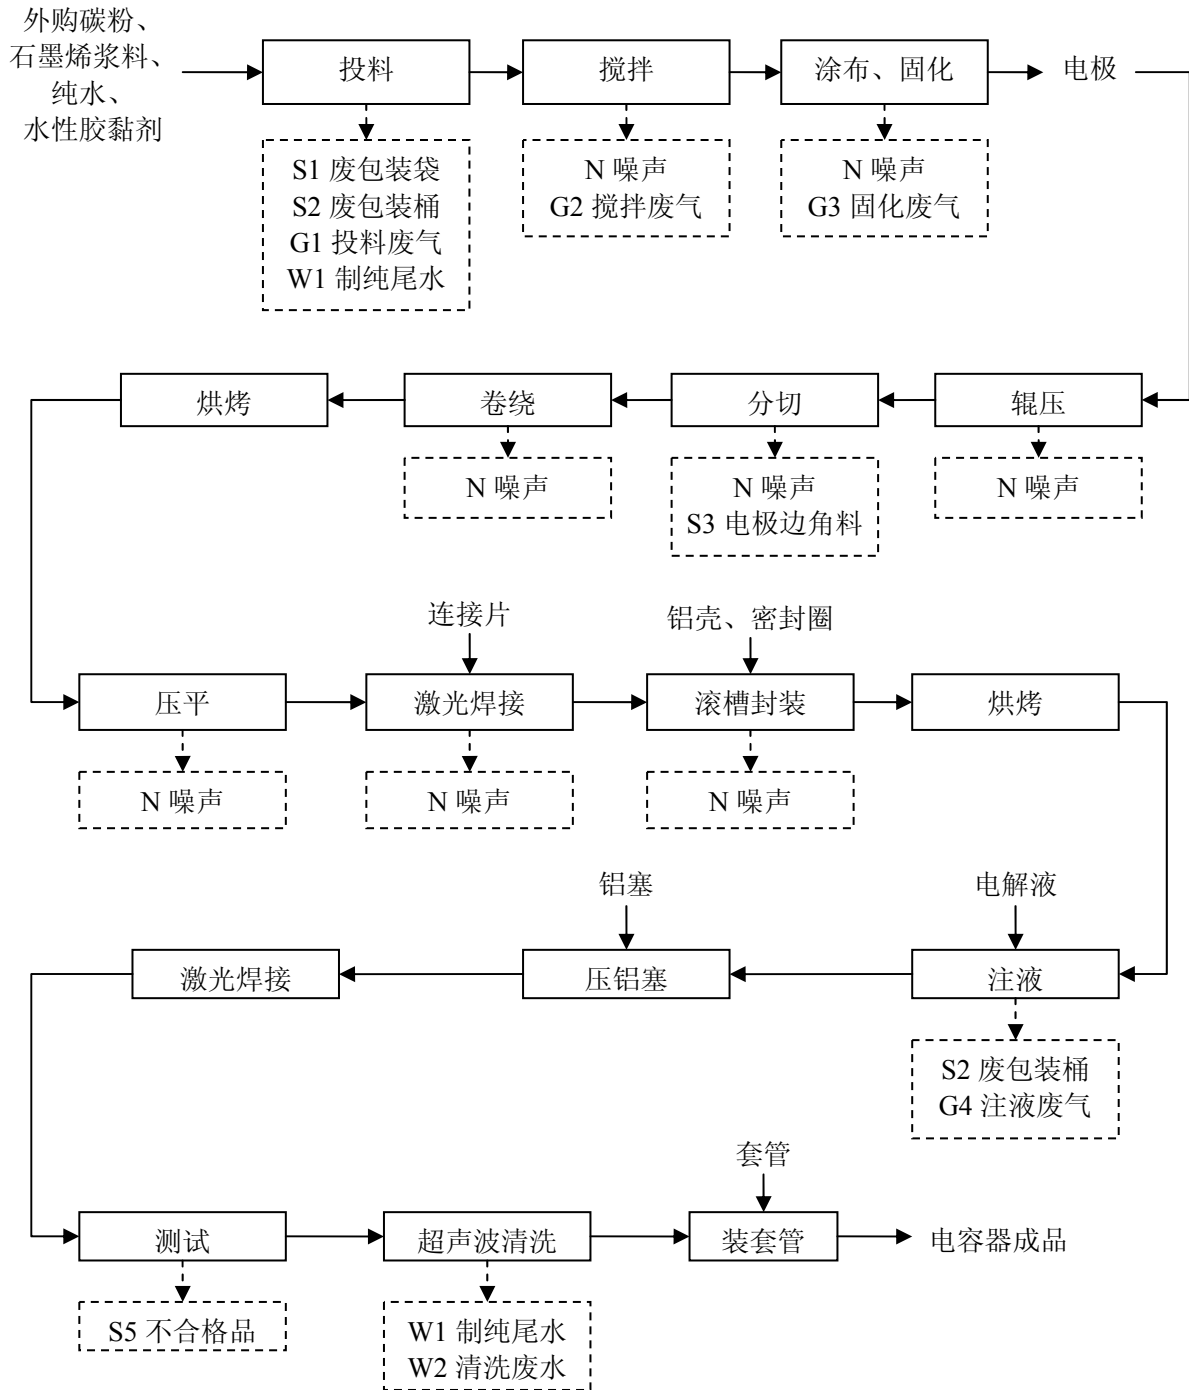 外购碳粉、
石墨烯浆料、
纯水、
水性胶黏剂
投料
搅拌
涂布、固化
电极
S1 废包装袋
S2 废包装桶
G1 投料废气
W1 制纯尾水
N 噪声
G2 搅拌废气
N 噪声
G3 固化废气
烘烤
卷绕
分切
辊压
N 噪声
N 噪声
S3 电极边角料
N 噪声
连接片
铝壳、密封圈
压平
激光焊接
滚槽封装
烘烤
N 噪声
N 噪声
N 噪声
铝塞
电解液
激光焊接
压铝塞
注液
S2 废包装桶
G4 注液废气
套管
测试
超声波清洗
装套管
电容器成品
S5 不合格品
W1 制纯尾水
W2 清洗废水